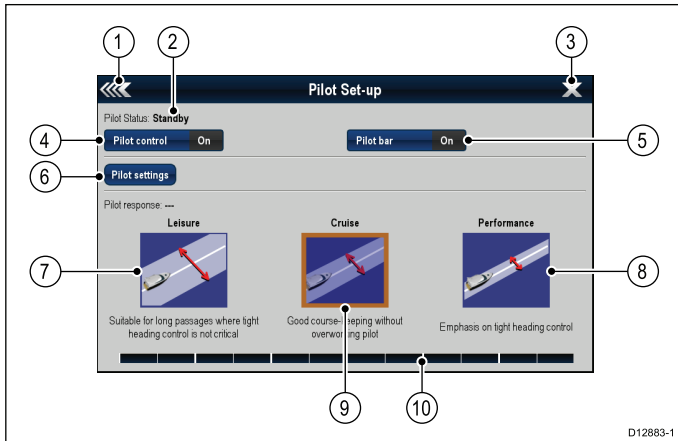 1 2 3
Pilot Set-up
Pilot Status: Standby
4 Pilot control On Pilot bar On 5
6 Pilot settings
Pilot response: ---
Leisure Cruise Performance
7 8
Suitable for long passages where tight
heading control is not critical
Good course-keeping without
overworking pilot
Emphasis on tight heading control
9 10
D12883-1